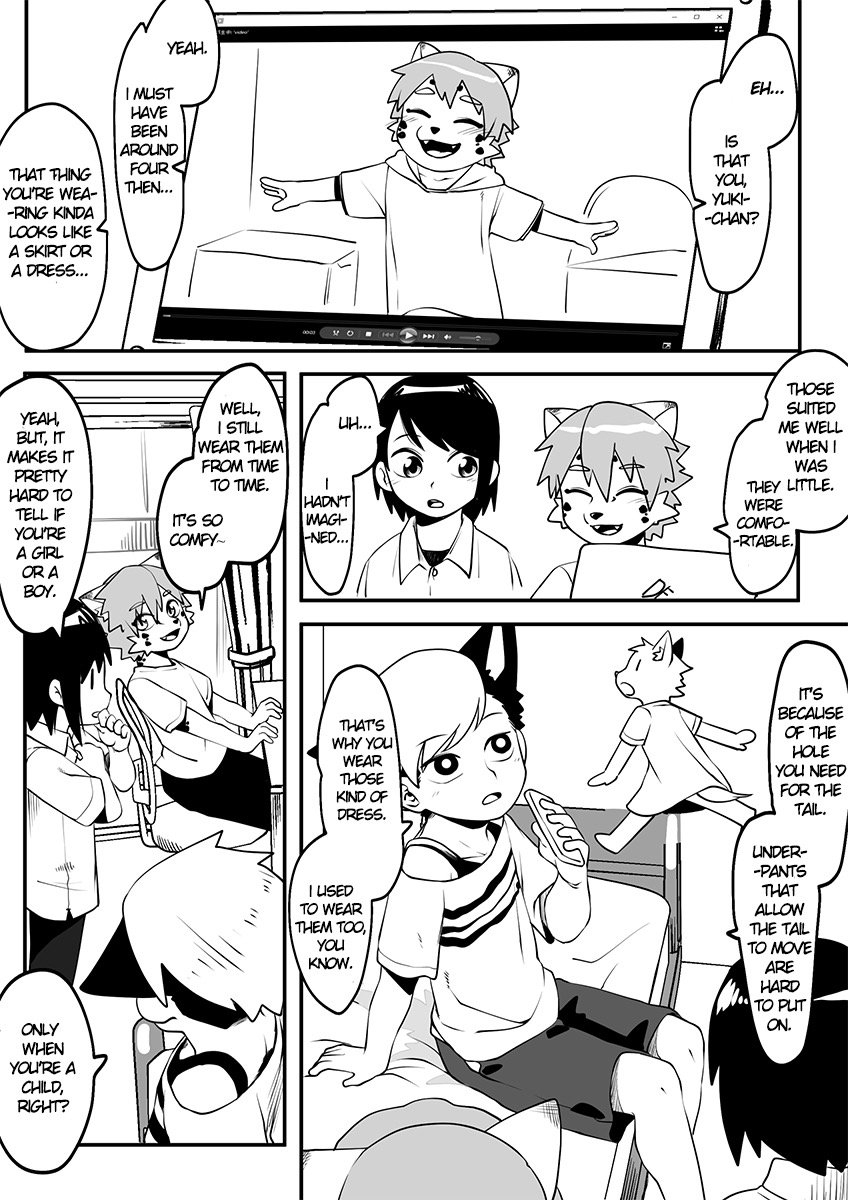 EH...
IS
THAT
YOU,
YUKI-
-CHAN?
YEAH.
I MUST
HAVE
BEEN
AROUND
FOUR
THEN...
THAT THING
YOU'RE WEA-
-RING KINDA
LOOKS LIKE
A SKIRT OR
A DRESS...
00:03
THOSE
SUITED
ME WELL
WHEN I
WAS
LITTLE.
THEY
WERE
COMFO-
-RTABLE.
UH...
I
HADN'T
IMAGI-
-NED...
WELL,
I STILL
WEAR THEM
FROM TIME
TO TIME.
IT'S SO
COMFY~
YEAH,
BUT, IT
MAKES IT
PRETTY
HARD TO
TELL IF
YOU'RE
A GIRL
OR A
BOY.
IT'S
BECAUSE
OF THE
HOLE
YOU NEED
FOR THE
TAIL.
UNDER-
-PANTS
THAT
ALLOW
THE TAIL
TO MOVE
ARE
HARD
TO PUT
ON.
THAT'S
WHY YOU
WEAR
THOSE
KIND OF
DRESS.
I USED
TO WEAR
THEM TOO,
YOU
KNOW.
ONLY
WHEN
YOU'RE A
CHILD,
RIGHT?